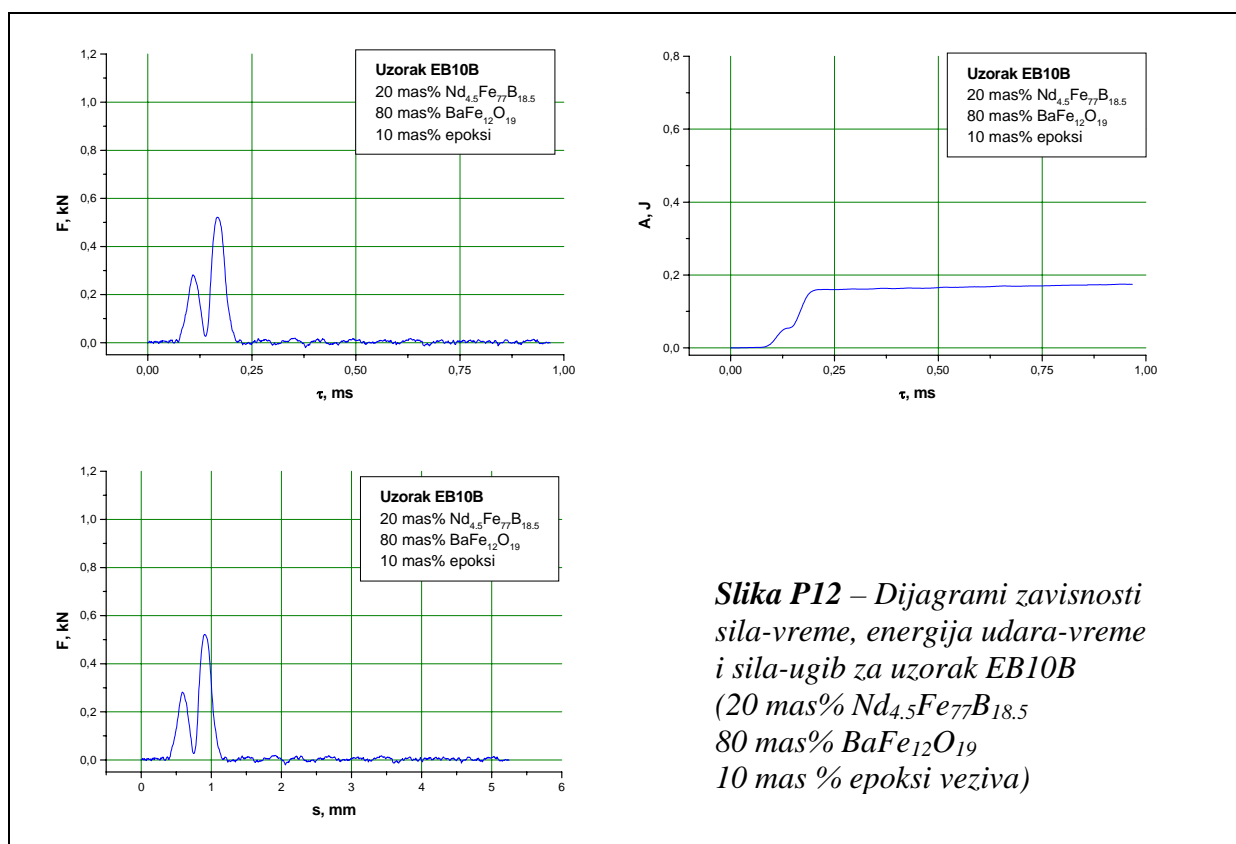 1,2
1,0
0,8
0,6
0,4
0,2
0,0
F, kN
0,00 0,25 0,50 0,75 1,00
τ, ms
Uzorak EB10B
20 mas% Nd4.5Fe77B18.5
80 mas% BaFe12O19
10 mas% epoksi
0,8
0,6
0,4
0,2
0,0
A, J
0,00 0,25 0,50 0,75 1,00
τ, ms
Uzorak EB10B
20 mas% Nd4.5Fe77B18.5
80 mas% BaFe12O19
10 mas% epoksi
1,2
1,0
0,8
0,6
0,4
0,2
0,0
F, kN
0 1 2 3 4 5 6
s, mm
Uzorak EB10B
20 mas% Nd4.5Fe77B18.5
80 mas% BaFe12O19
10 mas% epoksi
Slika P12 – Dijagrami zavisnosti
sila-vreme, energija udara-vreme
i sila-ugib za uzorak EB10B
(20 mas% Nd4.5Fe77B18.5
80 mas% BaFe12O19
10 mas % epoksi veziva)